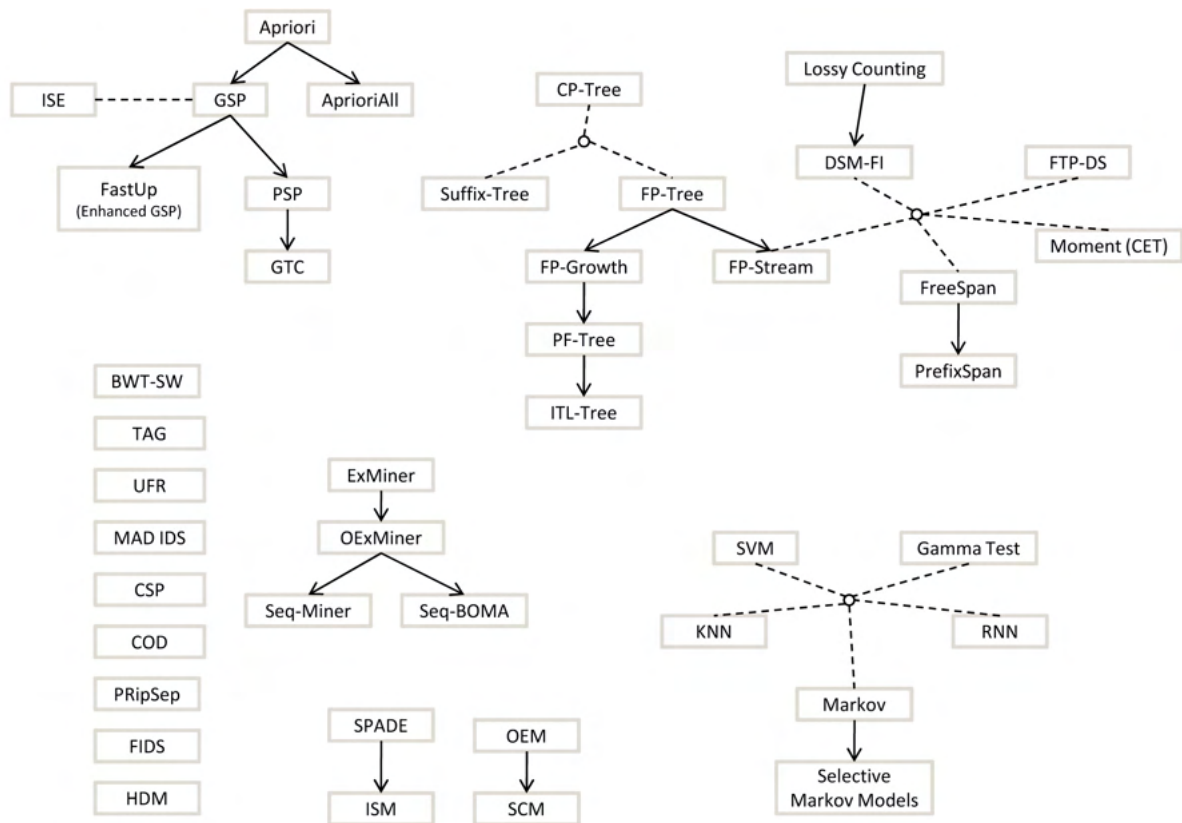 Apriori
Lossy Counting
ISE
GSP
AprioriAll
CP-Tree
DSM-FI
FTP-DS
FastUp
(Enhanced GSP)
PSP
Suffix-Tree
FP-Tree
GTC
FP-Growth
FP-Stream
Moment (CET)
FreeSpan
PF-Tree
PrefixSpan
ITL-Tree
BWT-SW
TAG
UFR
MAD IDS
CSP
COD
PRipSep
FIDS
HDM
ExMiner
OExMiner
Seq-Miner
Seq-BOMA
SPADE
OEM
ISM
SCM
SVM
Gamma Test
KNN
RNN
Markov
Selective
Markov Models